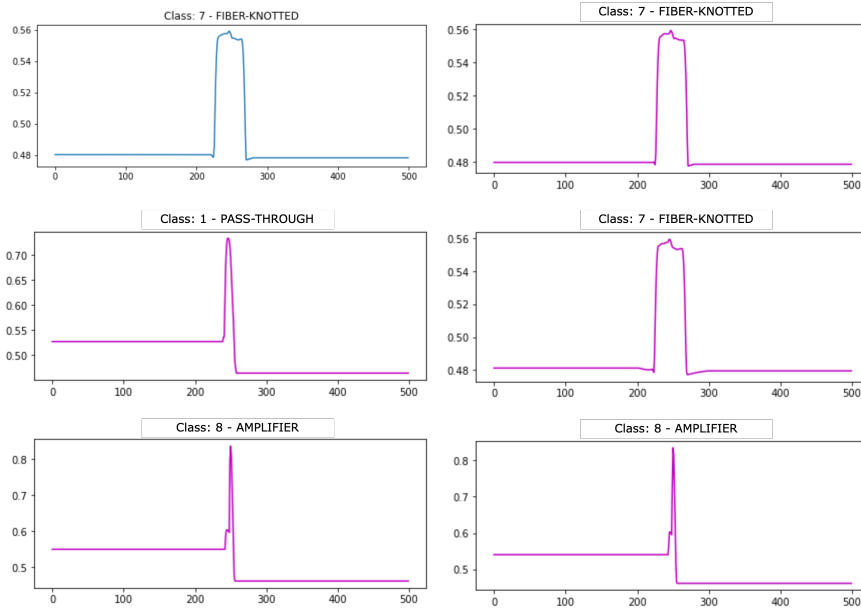 Class: 7 - FIBER-KNOTTED
0.56
0.54
0.52
0.50
0.48
0 100 200 300 400 500
Class: 7 - FIBER-KNOTTED
0.56
0.54
0.52
0.50
0.48
0 100 200 300 400 500
Class: 1 - PASS-THROUGH
0.70
0.65
0.60
0.55
0.50
0 100 200 300 400 500
Class: 7 - FIBER-KNOTTED
0.56
0.54
0.52
0.50
0.48
0 100 200 300 400 500
Class: 8 - AMPLIFIER
0.8
0.7
0.6
0.5
0 100 200 300 400 500
Class: 8 - AMPLIFIER
0.8
0.7
0.6
0.5
0 100 200 300 400 500